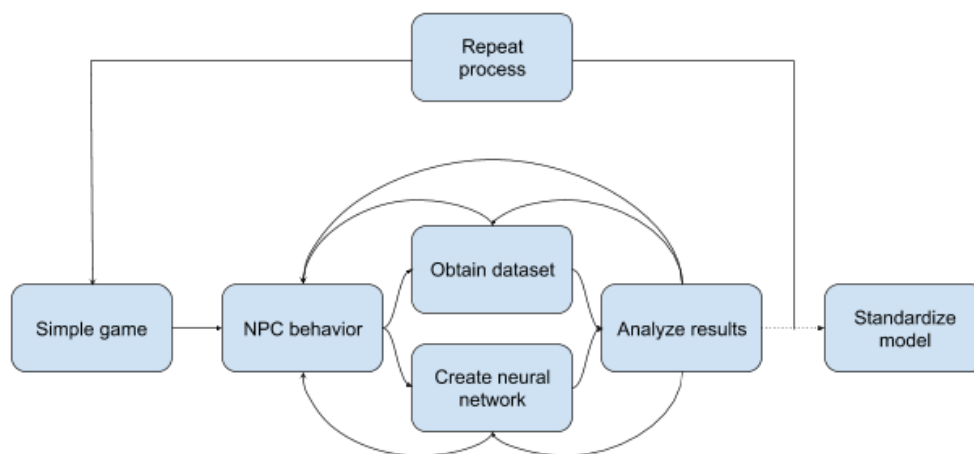 Repeat
process
Obtain dataset
Simple game
NPC behavior
Analyze results
Standardize
model
Create neural
network